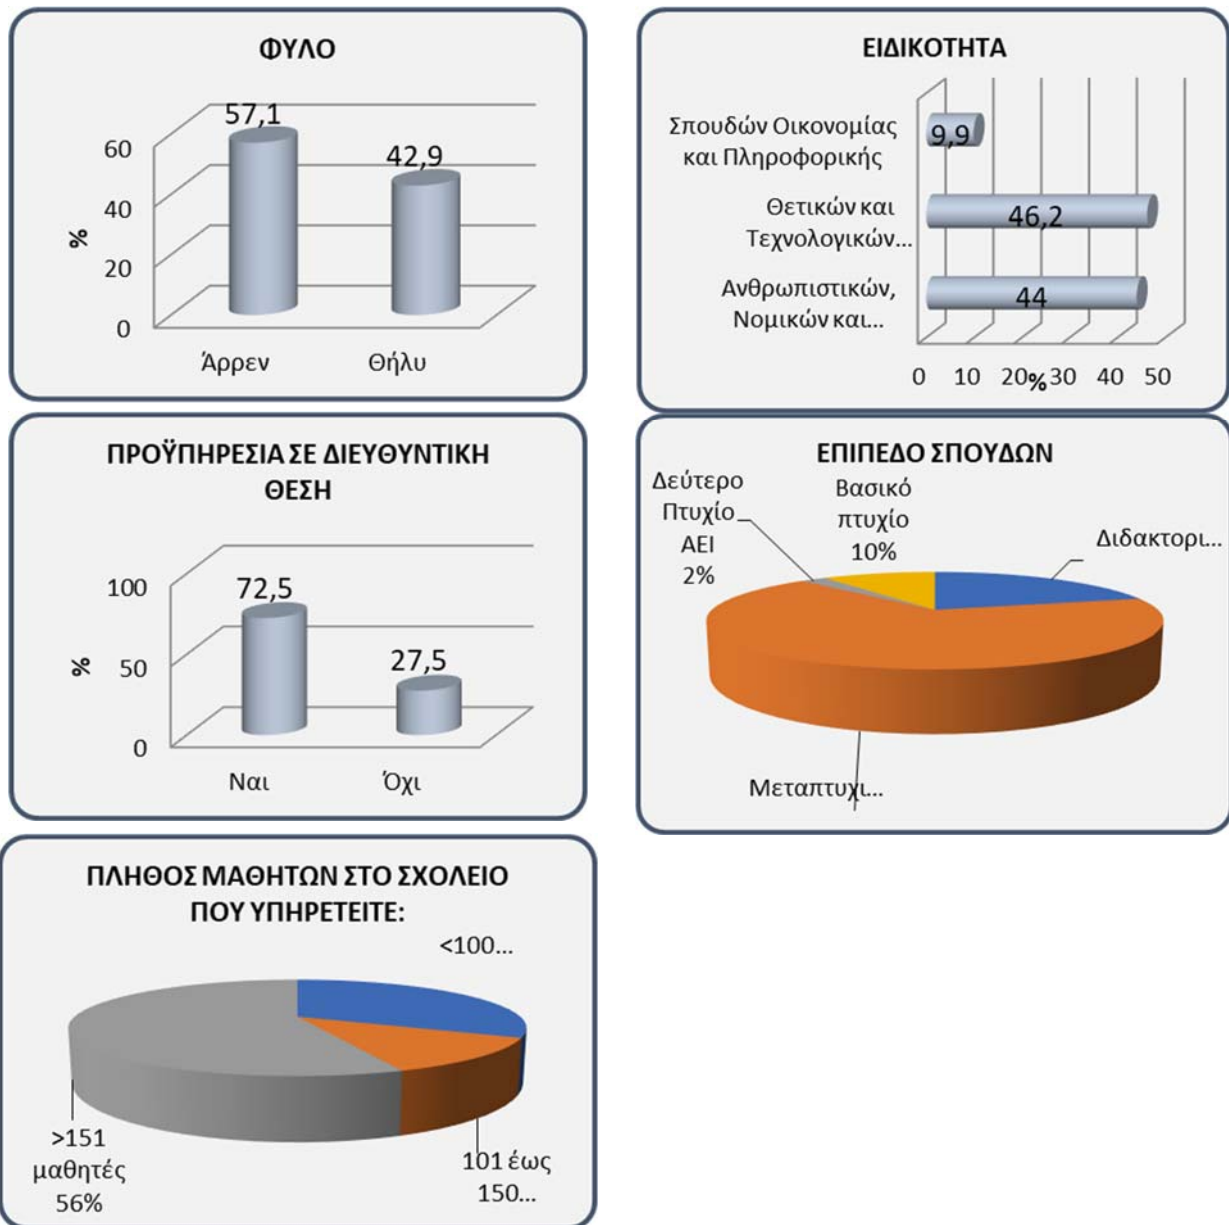 ΦΥΛΟ
57,1
42,9
60
40
20
0
%
Άρρεν
Θήλυ
ΕΙΔΙΚΟΤΗΤΑ
Σπουδών Οικονομίας
και Πληροφορικής
9,9
Θετικών και
Τεχνολογικών...
46,2
Ανθρωπιστικών,
Νομικών και...
44
0 10 20 % 30 40 50
ΠΡΟΫΠΗΡΕΣΙΑ ΣΕ ΔΙΕΥΘΥΝΤΙΚΗ
ΘΕΣΗ
72,5
27,5
100
50
0
%
Ναι
Όχι
ΕΠΙΠΕΔΟ ΣΠΟΥΔΩΝ
Δεύτερο
Πτυχίο
ΑΕΙ
2%
Βασικό
πτυχίο
10%
Διδακτορι...
Μεταπτυχι...
ΠΛΗΘΟΣ ΜΑΘΗΤΩΝ ΣΤΟ ΣΧΟΛΕΙΟ
ΠΟΥ ΥΠΗΡΕΤΕΙΤΕ:
<100...
>151
μαθητές
56%
101 έως
150...